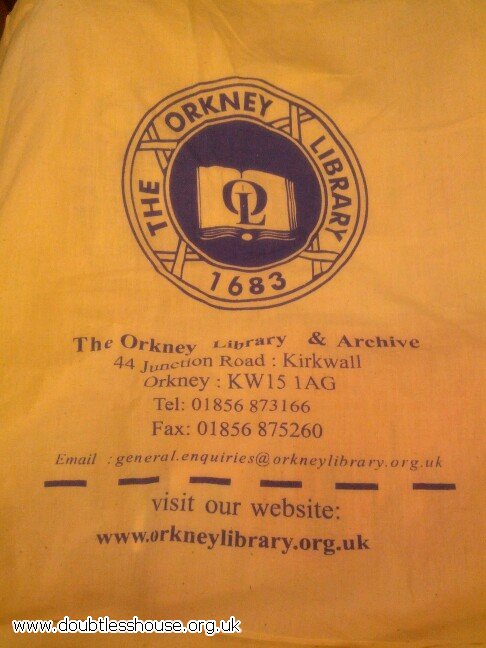 THE ORKNEY LIBRARY
OL
1683
The Orkney Library & Archive
44 Junction Road : Kirkwall
Orkney : KW15 1AG
Tel: 01856 873166
Fax: 01856 875260
Email : general.enquiries@orkneylibrary.org.uk
visit our website:
www.orkneylibrary.org.uk
www.doubtlesshouse.org.uk